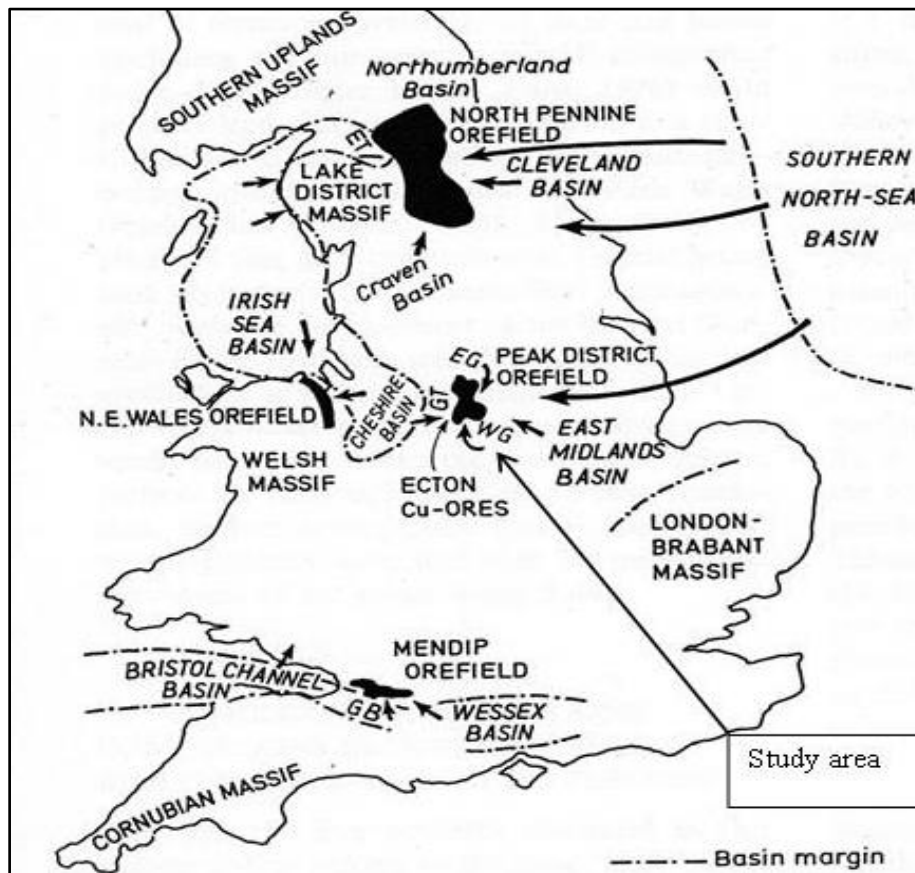 SOUTHERN UPLANDS
MASSIF
Northumberland
Basin
NORTH PENNINE
OREFIELD
ET
CLEVELAND
BASIN
LAKE
DISTRICT
MASSIF
SOUTHERN
NORTH-SEA
BASIN
Craven
Basin
IRISH
SEA
BASIN
EG
PEAK DISTRICT
OREFIELD
GT
N.E. WALES OREFIELD
CHESHIRE
BASIN
WG
EAST
MIDLANDS
BASIN
WELSH
MASSIF
ECTON
Cu-ORES
LONDON-
BRABANT
MASSIF
MENDIP
OREFIELD
BRISTOL CHANNEL
BASIN
GB
WESSEX
BASIN
Study area
CORNUBIAN MASSIF
Basin margin